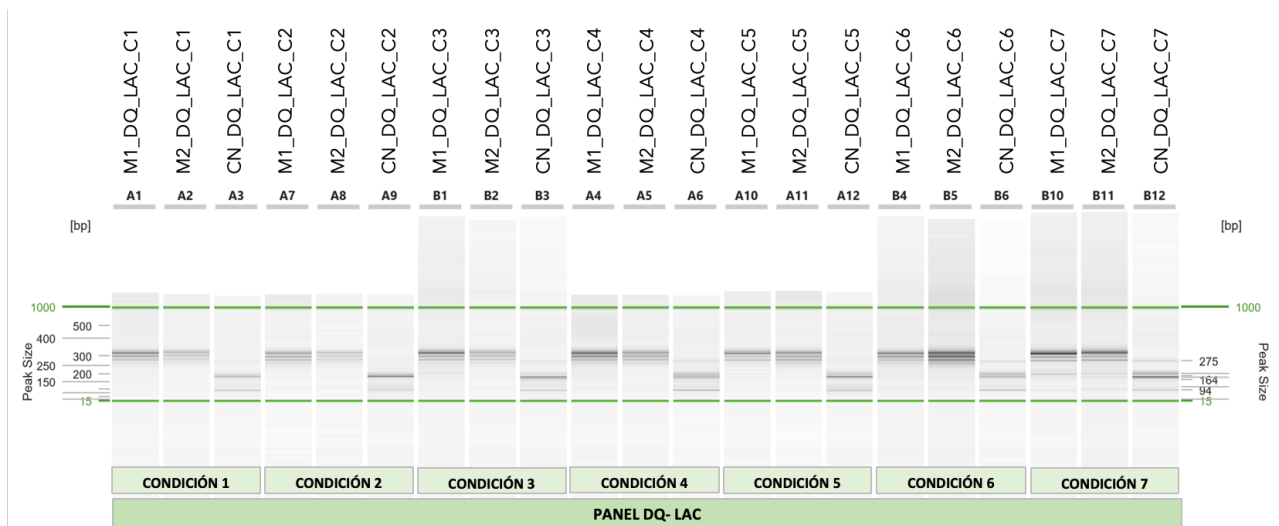 M1_DQ_LAC_C1
M2_DQ_LAC_C1
CN_DQ_LAC_C1
M1_DQ_LAC_C2
M2_DQ_LAC_C2
CN_DQ_LAC_C2
M1_DQ_LAC_C3
M2_DQ_LAC_C3
CN_DQ_LAC_C3
M1_DQ_LAC_C4
M2_DQ_LAC_C4
CN_DQ_LAC_C4
M1_DQ_LAC_C5
M2_DQ_LAC_C5
CN_DQ_LAC_C5
M1_DQ_LAC_C6
M2_DQ_LAC_C6
CN_DQ_LAC_C6
M1_DQ_LAC_C7
M2_DQ_LAC_C7
CN_DQ_LAC_C7
A1 A2 A3 A7 A8 A9 B1 B2 B3 A4 A5 A6 A10 A11 A12 B4 B5 B6 B10 B11 B12
[bp] [bp]
1000 1000
500
400
300 275
250
200
150 164
94
15 15
Peak Size
Peak Size
CONDICIÓN 1 CONDICIÓN 2 CONDICIÓN 3 CONDICIÓN 4 CONDICIÓN 5 CONDICIÓN 6 CONDICIÓN 7
PANEL DQ- LAC